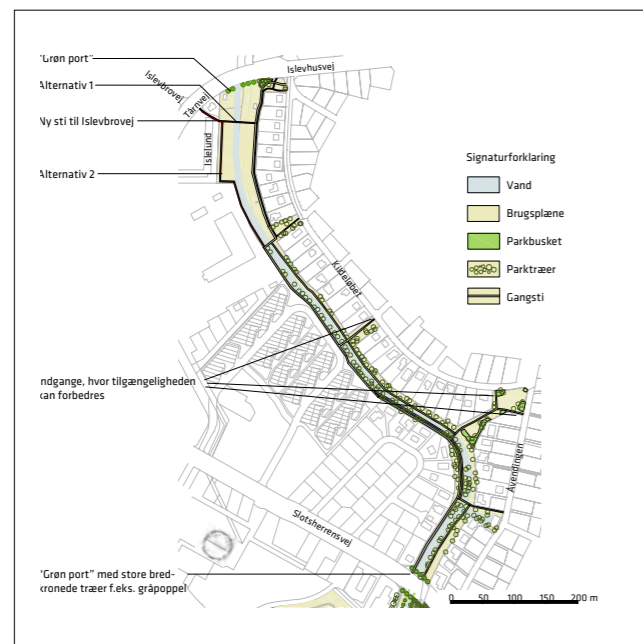 "Grøn port"
Alternativ 1
Ny sti til Islevbrovej
Alternativ 2
ndgange, hvor tilgængeligheden
kan forbedres
"Grøn port" med store bred-
kronede træer f.eks. gråpoppel
Islevbrovej
Tårnvej
Islelund
Islevhusvej
Kildeløbet
Åvendingen
Slotsherrensvej
Signaturforklaring
Vand
Brugsplæne
Parkbusket
Parktræer
Gangsti
0 50 100 200 m